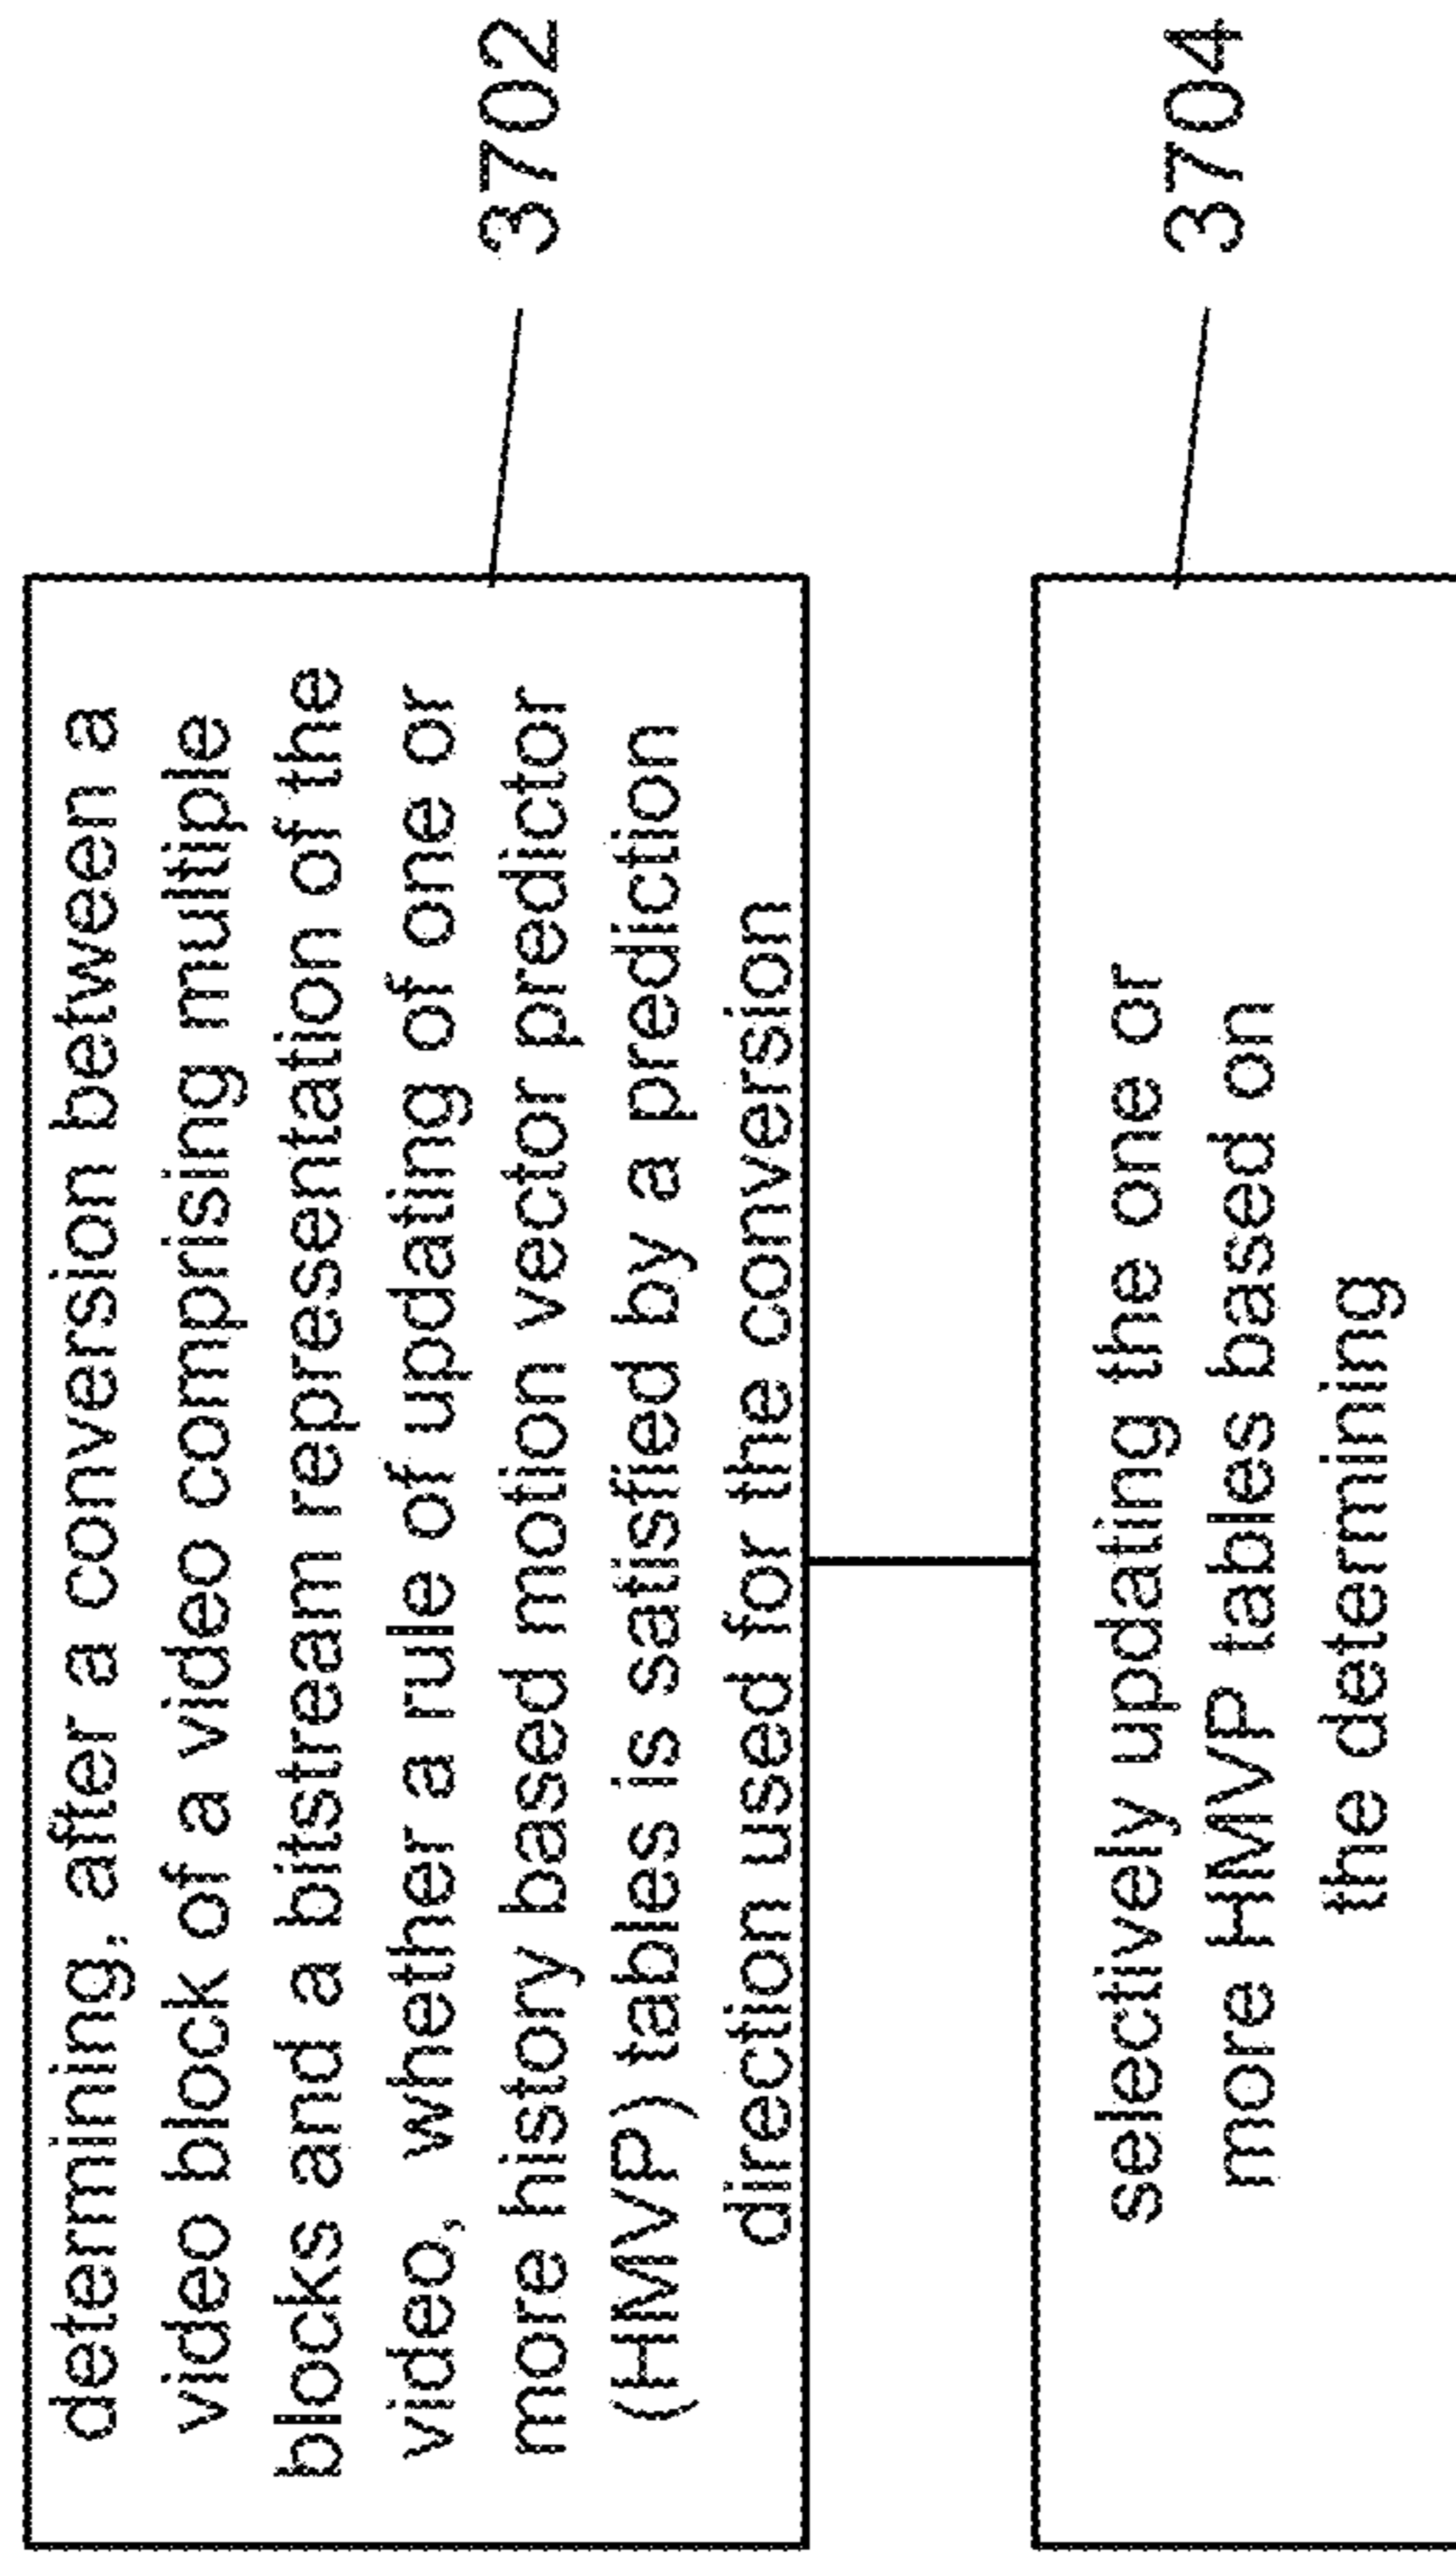 determining, after a conversion between a
video block of a video comprising multiple
blocks and a bitstream representation of the
video, whether a rule of updating of one or
more history based motion vector predictor
(HMVP) tables is satisfied by a prediction
direction used for the conversion
3702
selectively updating the one or
more HMVP tables based on
the determining
3704